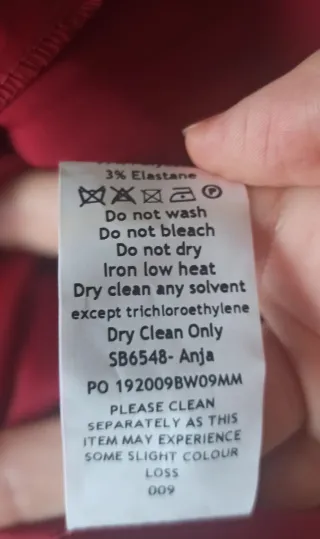 3% Elastane
P
Do not wash
Do not bleach
Do not dry
Iron low heat
Dry clean any solvent
except trichloroethylene
Dry Clean Only
SB6548- Anja
PO 192009BW09MM
PLEASE CLEAN
SEPARATELY AS THIS
ITEM MAY EXPERIENCE
SOME SLIGHT COLOUR
LOSS
009